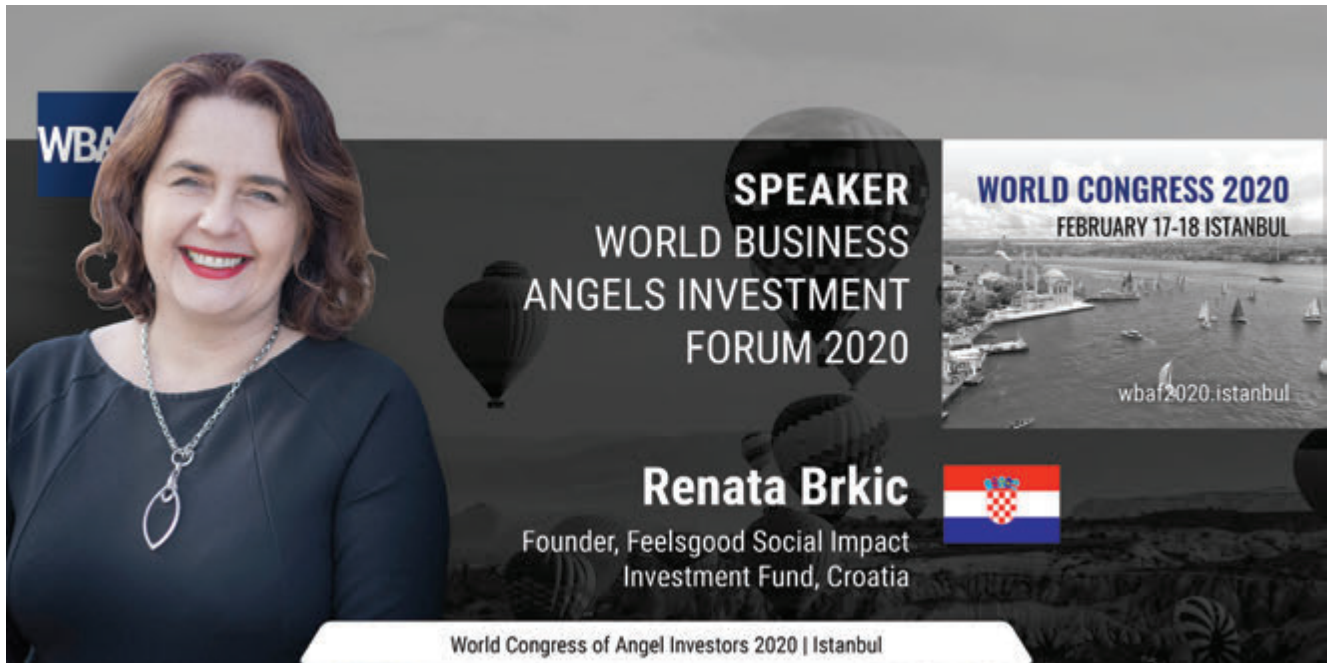 WBA
SPEAKER
WORLD BUSINESS
ANGELS INVESTMENT
FORUM 2020
WORLD CONGRESS 2020
FEBRUARY 17-18 ISTANBUL
wbaf2020.istanbul
Renata Brkic
Founder, Feelsgood Social Impact
Investment Fund, Croatia
World Congress of Angel Investors 2020 | Istanbul